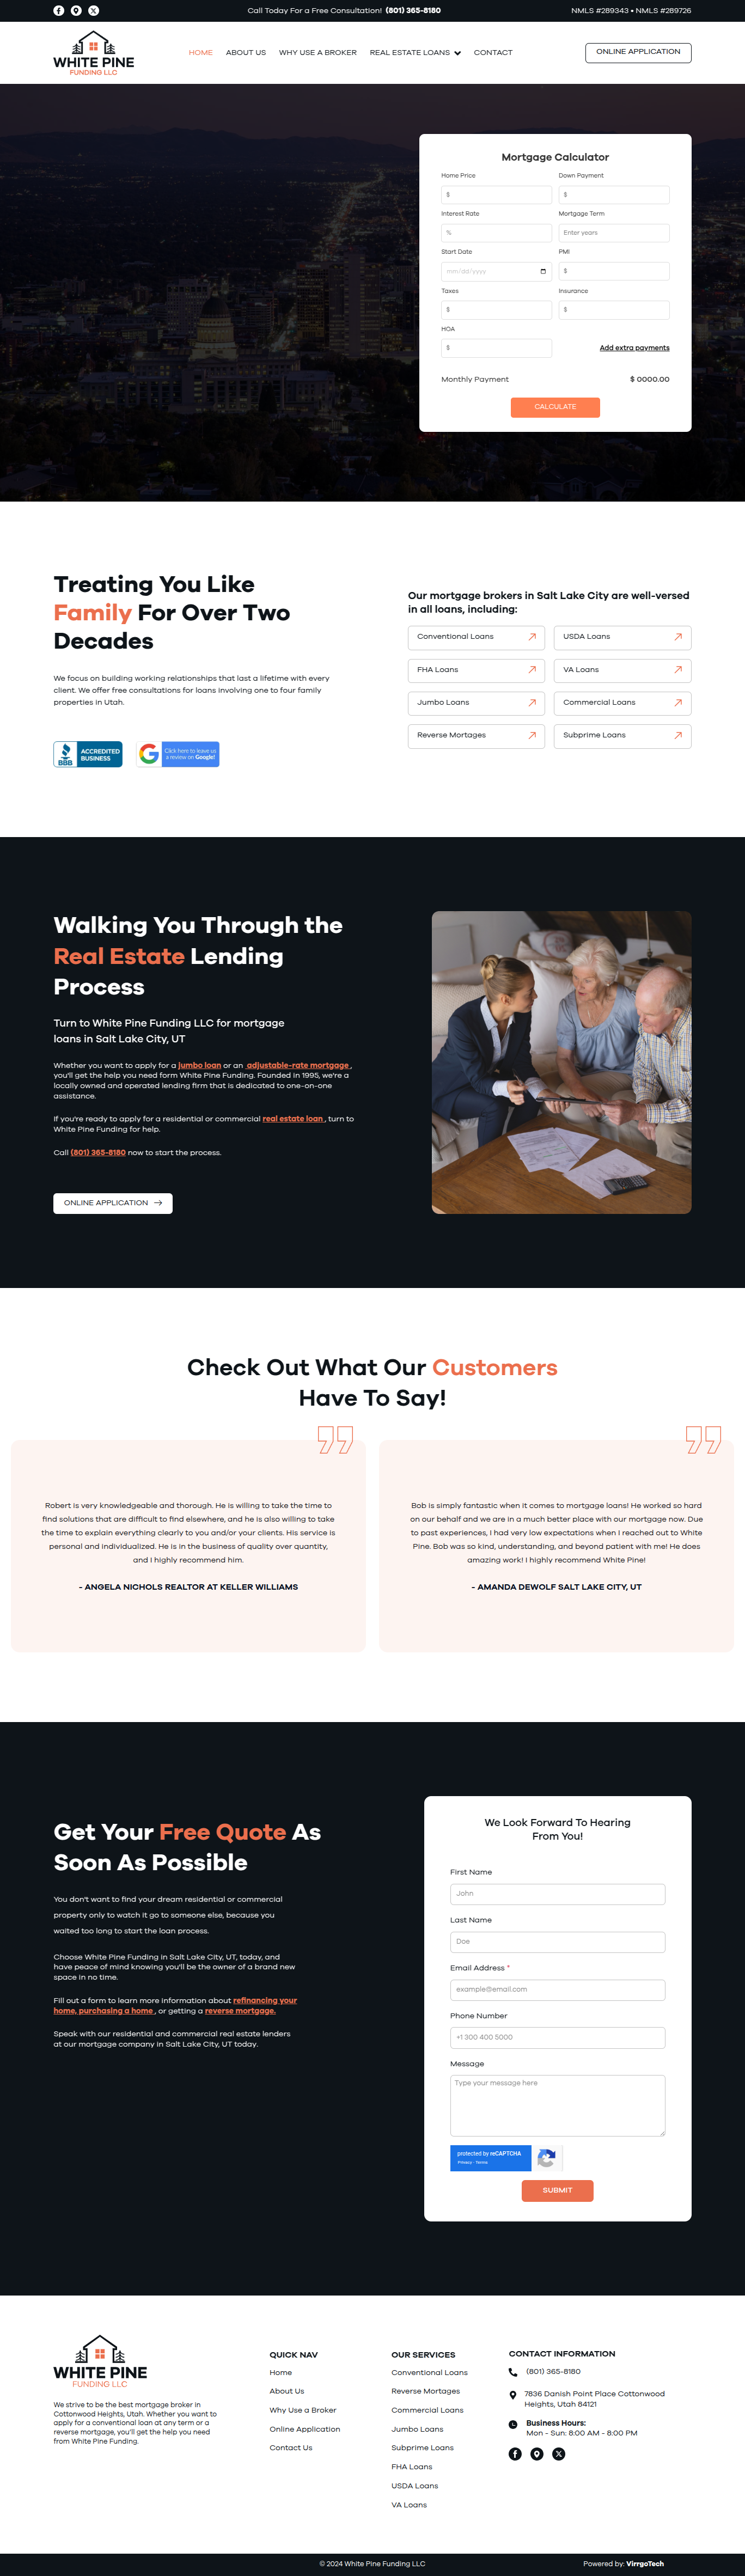 Call Today For a Free Consultation! (801) 365-8180
NMLS #289343 • NMLS #289726
WHITE PINE
FUNDING LLC
HOME
ABOUT US
WHY USE A BROKER
REAL ESTATE LOANS
CONTACT
ONLINE APPLICATION
Mortgage Calculator
Home Price
Down Payment
$
$
Interest Rate
Mortgage Term
%
Enter years
Start Date
PMI
mm/dd/yyyy
$
Taxes
Insurance
$
$
HOA
$
Add extra payments
Monthly Payment
$ 0000.00
CALCULATE
Treating You Like
Family For Over Two
Decades
We focus on building working relationships that last a lifetime with every
client. We offer free consultations for loans involving one to four family
properties in Utah.
BBB
ACCREDITED
BUSINESS
G
Click here to leave us
a review on Google!
Our mortgage brokers in Salt Lake City are well-versed
in all loans, including:
Conventional Loans
USDA Loans
FHA Loans
VA Loans
Jumbo Loans
Commercial Loans
Reverse Mortages
Subprime Loans
Walking You Through the
Real Estate Lending
Process
Turn to White Pine Funding LLC for mortgage
loans in Salt Lake City, UT
Whether you want to apply for a jumbo loan or an adjustable-rate mortgage ,
you'll get the help you need form White Pine Funding. Founded in 1995, we're a
locally owned and operated lending firm that is dedicated to one-on-one
assistance.
If you're ready to apply for a residential or commercial real estate loan , turn to
White Pine Funding for help.
Call (801) 365-8180 now to start the process.
ONLINE APPLICATION
Check Out What Our Customers
Have To Say!
Robert is very knowledgeable and thorough. He is willing to take the time to
find solutions that are difficult to find elsewhere, and he is also willing to take
the time to explain everything clearly to you and/or your clients. His service is
personal and individualized. He is in the business of quality over quantity,
and I highly recommend him.
- ANGELA NICHOLS REALTOR AT KELLER WILLIAMS
Bob is simply fantastic when it comes to mortgage loans! He worked so hard
on our behalf and we are in a much better place with our mortgage now. Due
to past experiences, I had very low expectations when I reached out to White
Pine. Bob was so kind, understanding, and beyond patient with me! He does
amazing work! I highly recommend White Pine!
- AMANDA DEWOLF SALT LAKE CITY, UT
Get Your Free Quote As
Soon As Possible
You don't want to find your dream residential or commercial
property only to watch it go to someone else, because you
waited too long to start the loan process.
Choose White Pine Funding in Salt Lake City, UT, today, and
have peace of mind knowing you'll be the owner of a brand new
space in no time.
Fill out a form to learn more information about refinancing your
home, purchasing a home , or getting a reverse mortgage.
Speak with our residential and commercial real estate lenders
at our mortgage company in Salt Lake City, UT today.
We Look Forward To Hearing
From You!
First Name
John
Last Name
Doe
Email Address *
example@email.com
Phone Number
+1 300 400 5000
Message
Type your message here
protected by reCAPTCHA
Privacy - Terms
SUBMIT
WHITE PINE
FUNDING LLC
We strive to be the best mortgage broker in
Cottonwood Heights, Utah. Whether you want to
apply for a conventional loan at any term or a
reverse mortgage, you'll get the help you need
from White Pine Funding.
QUICK NAV
Home
About Us
Why Use a Broker
Online Application
Contact Us
OUR SERVICES
Conventional Loans
Reverse Mortages
Commercial Loans
Jumbo Loans
Subprime Loans
FHA Loans
USDA Loans
VA Loans
CONTACT INFORMATION
(801) 365-8180
7836 Danish Point Place Cottonwood
Heights, Utah 84121
Business Hours:
Mon - Sun: 8:00 AM - 8:00 PM
© 2024 White Pine Funding LLC
Powered by: VirrgoTech